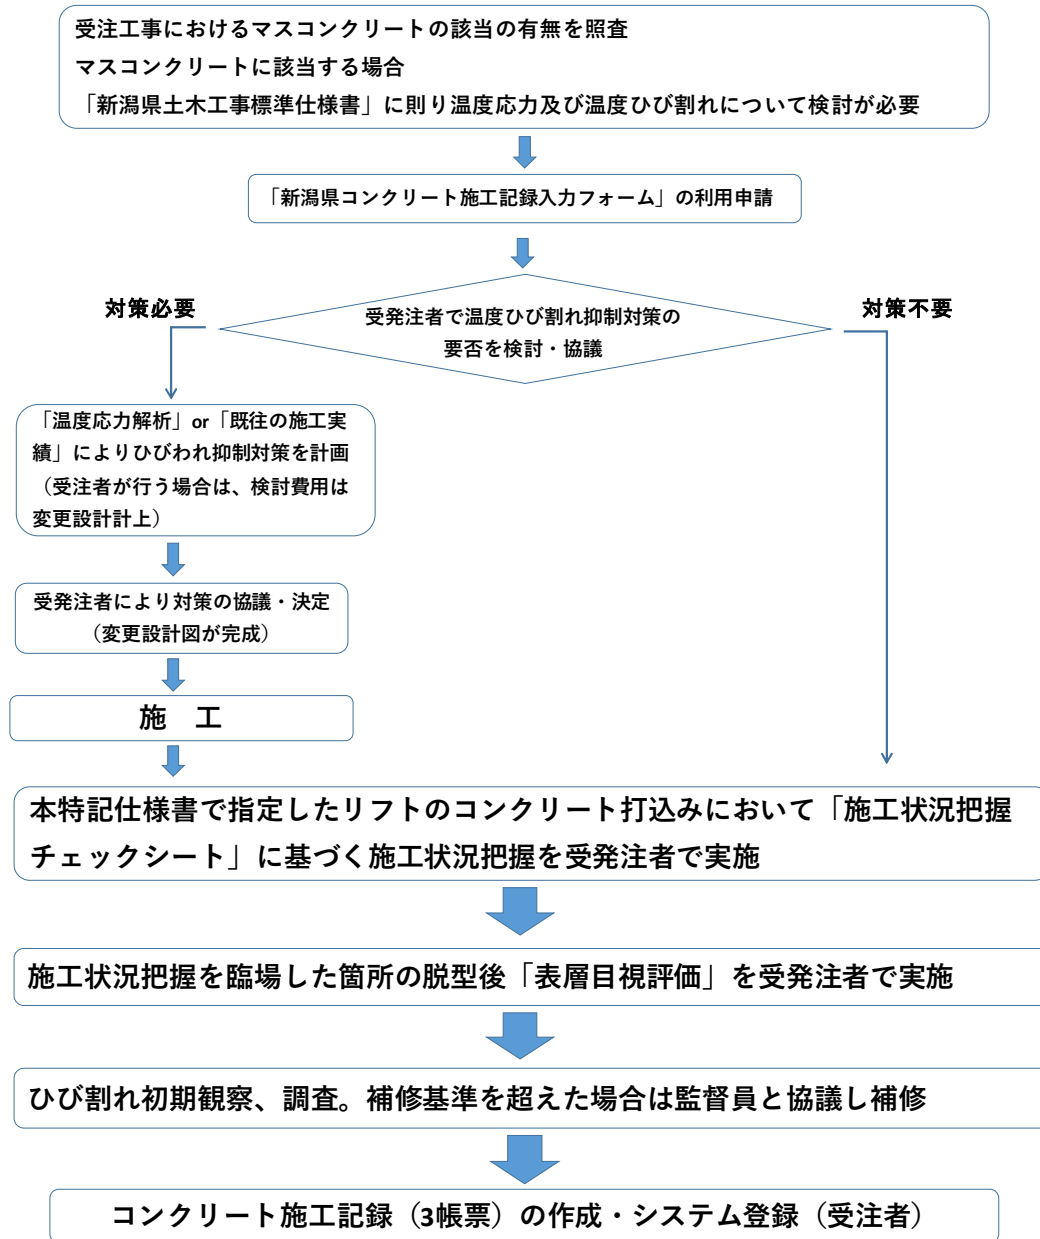 受注工事におけるマスコンクリートの該当の有無を照査
マスコンクリートに該当する場合
「新潟県土木工事標準仕様書」に則り温度応力及び温度ひび割れについて検討が必要
「新潟県コンクリート施工記録入力フォーム」の利用申請
対策必要
対策不要
受発注者で温度ひび割れ抑制対策の
要否を検討・協議
「温度応力解析」or「既往の施工実
績」によりひびわれ抑制対策を計画
（受注者が行う場合は、検討費用は
変更設計計上）
受発注者により対策の協議・決定
（変更設計図が完成）
施　工
本特記仕様書で指定したリフトのコンクリート打込みにおいて「施工状況把握
チェックシート」に基づく施工状況把握を受発注者で実施
施工状況把握を臨場した箇所の脱型後「表層目視評価」を受発注者で実施
ひび割れ初期観察、調査。補修基準を超えた場合は監督員と協議し補修
コンクリート施工記録（3帳票）の作成・システム登録（受注者）